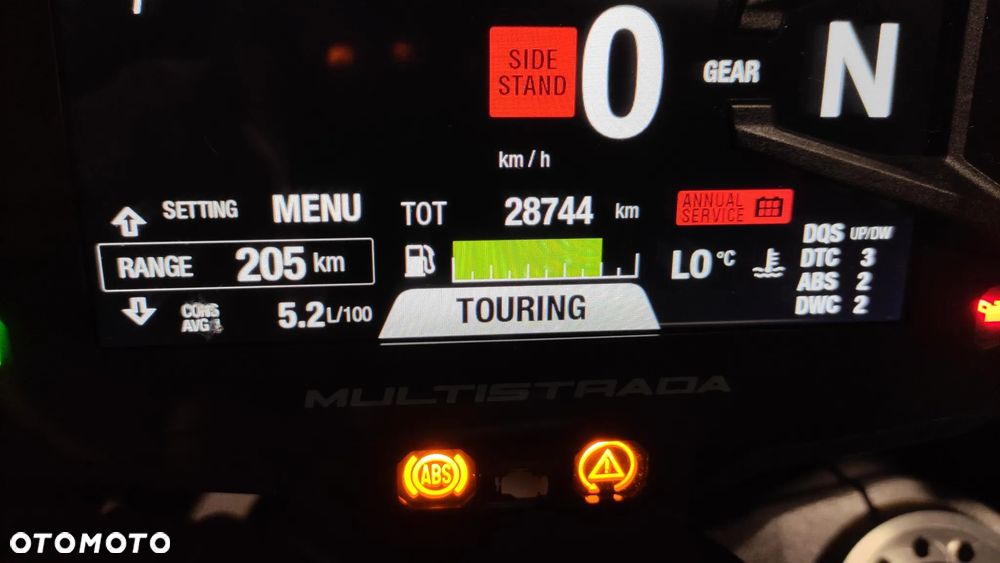 SIDE
STAND
0
GEAR
N
km/h
SETTING
MENU
TOT 28744 km
ANNUAL
SERVICE
RANGE 205 km
LO °C
DQS UP/DW
DTC 3
ABS 2
DWC 2
CONS
AVG 1
5.2 L/100
TOURING
MULTISTRADA
ABS
OTOMOTO